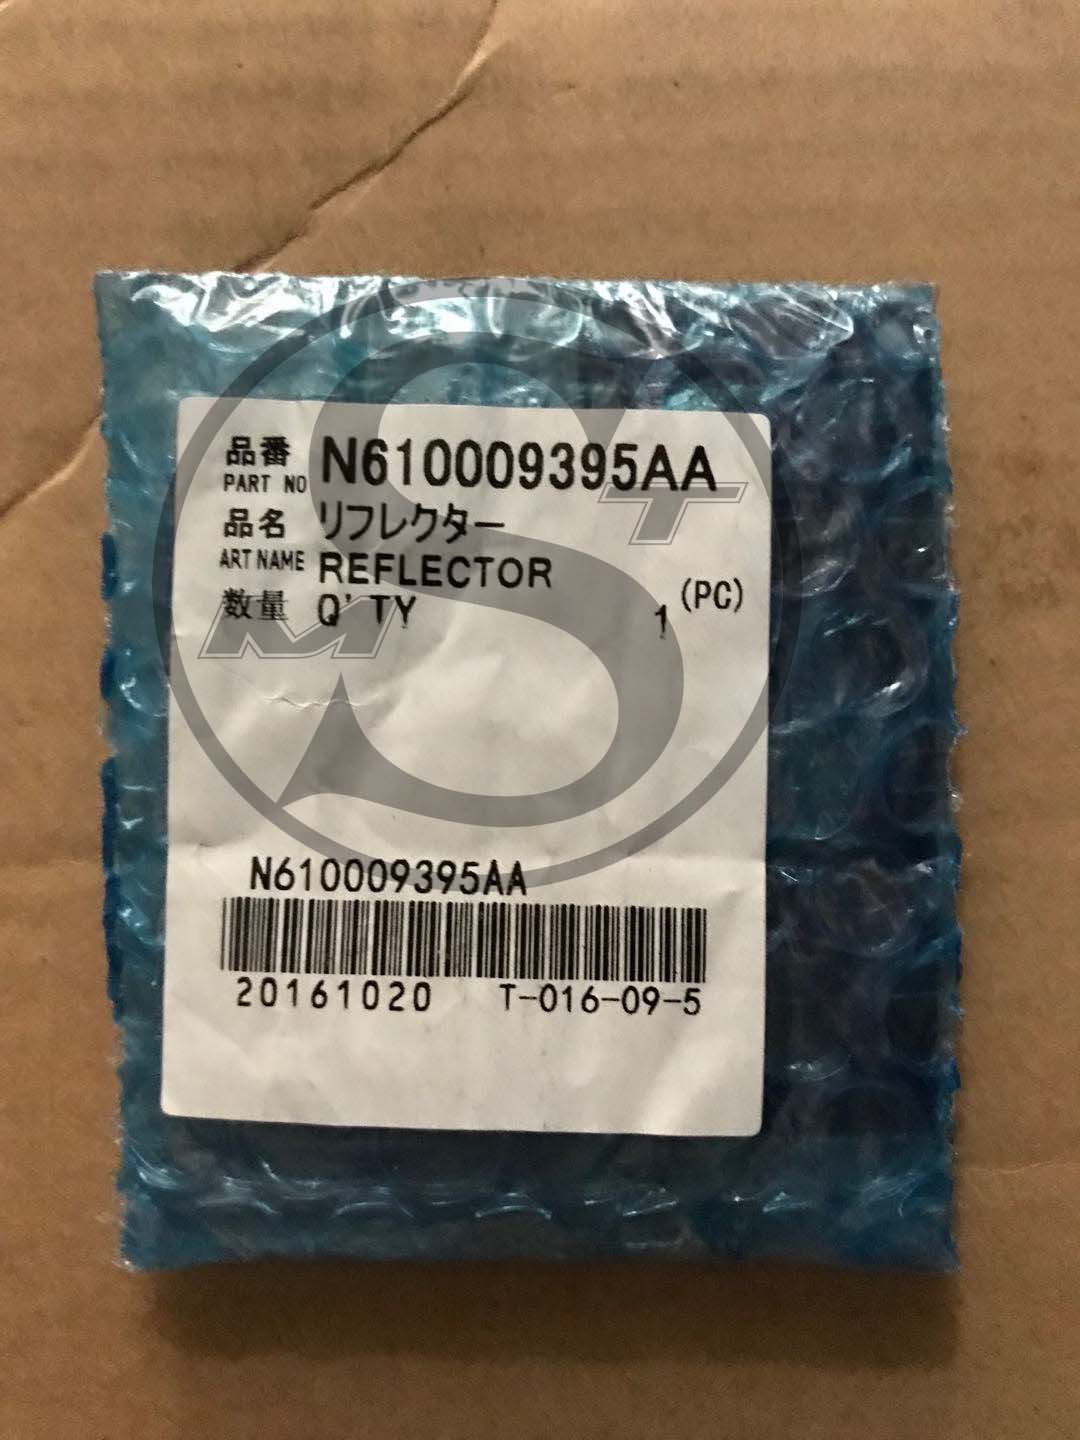 品番 N610009395AA
PART NO
品名 リフレクター
ART NAME REFLECTOR
数量 Q'TY 1 (PC)
N610009395AA
20161020 T-016-09-5
SMT